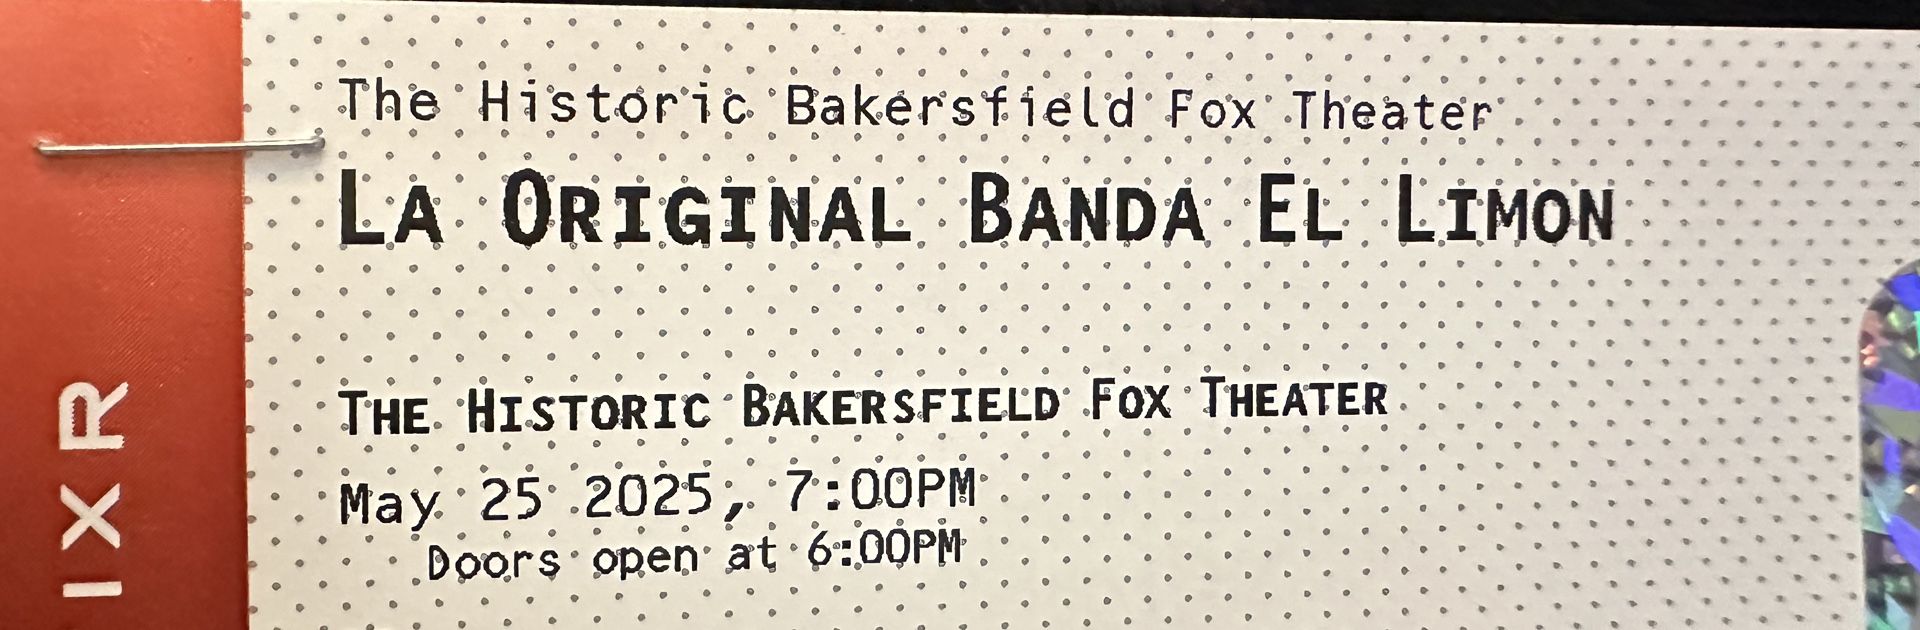 The Historic Bakersfield Fox Theater
LA ORIGINAL BANDA EL LIMON
THE HISTORIC BAKERSFIELD FOX THEATER
May 25 2025, 7:00PM
Doors open at 6:00PM
IXR